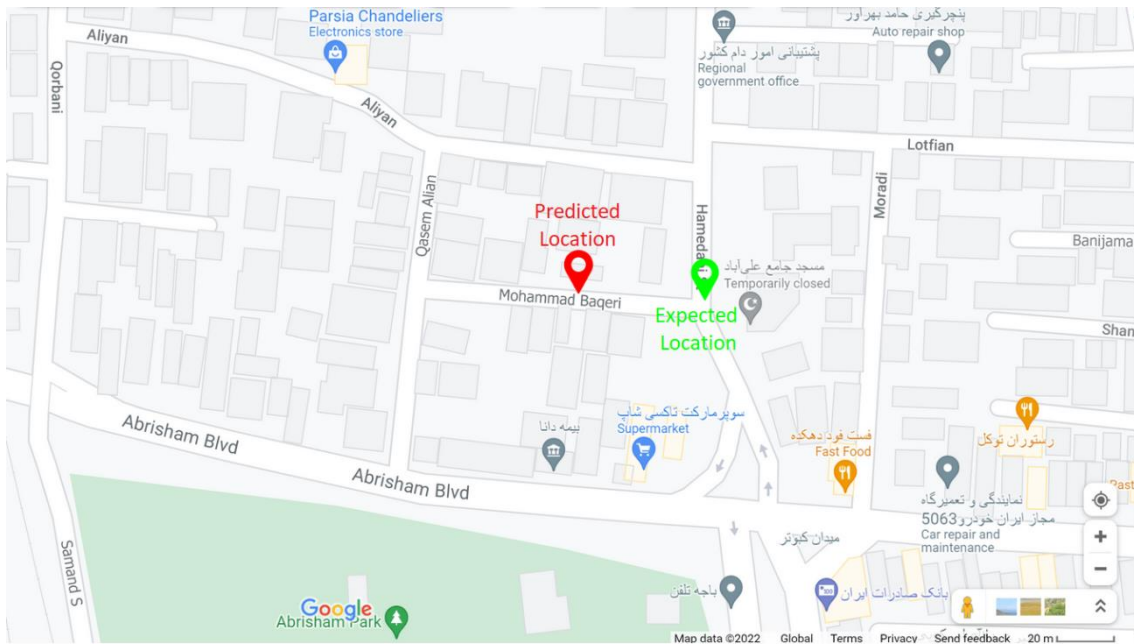 Parsia Chandeliers
Electronics store
Aliyan
Qorbani
Aliyan
پشتیبانی امور دام کشور
Regional
government office
پنچرگیری حامد بهرآور
Auto repair shop
Lotfian
Moradi
Banijama
Qasem Alian
Predicted
Location
Mohammad Baqeri
مسجد جامع علی‌آباد
Temporarily closed
Expected
Location
Abrisham Blvd
Abrisham Blvd
بیمه دانا
سوپرمارکت تاکسی شاپ
Supermarket
فست فود دهکده
Fast Food
رستوران توکل
نمایندگی و تعمیرگاه
مجاز ایران خودرو5063
Car repair and
maintenance
Samand S
میدان کبوتر
باجه تلفن
بانک صادرات ایران
Google
Abrisham Park
Map data ©2022 Global Terms Privacy Send feedback 20 m